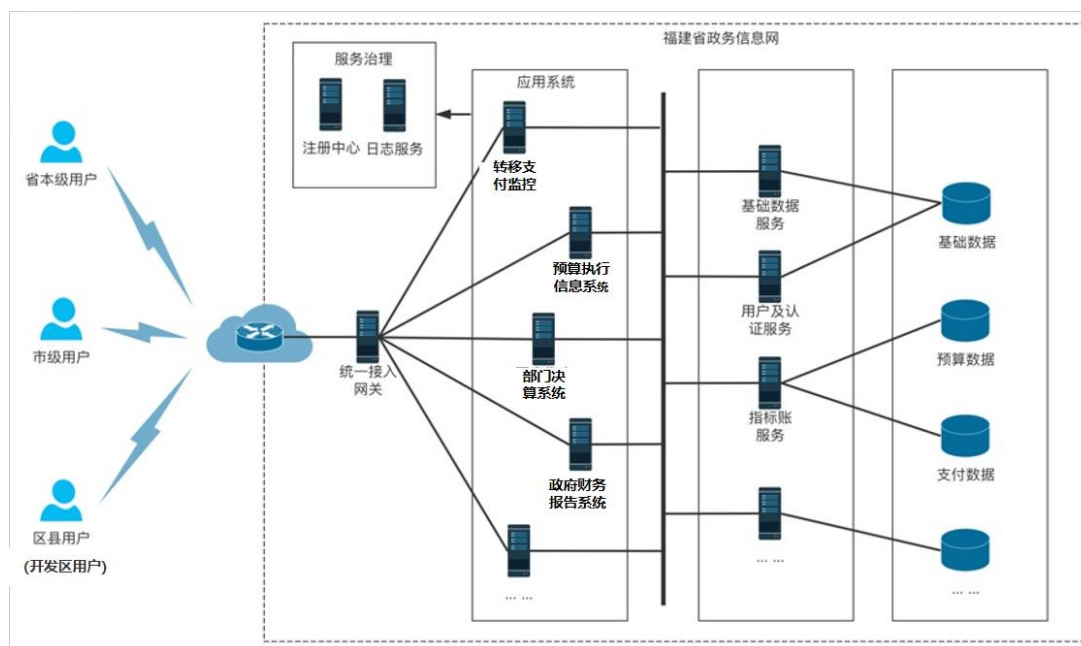 福建省政务信息网
服务治理
注册中心
日志服务
应用系统
转移支
付监控
预算执行
信息系统
部门决
算系统
政府财务
报告系统
... ...
省本级用户
市级用户
区县用户
(开发区用户)
统一接入
网关
基础数据
服务
用户及认
证服务
指标账
服务
... ...
基础数据
预算数据
支付数据
... ...